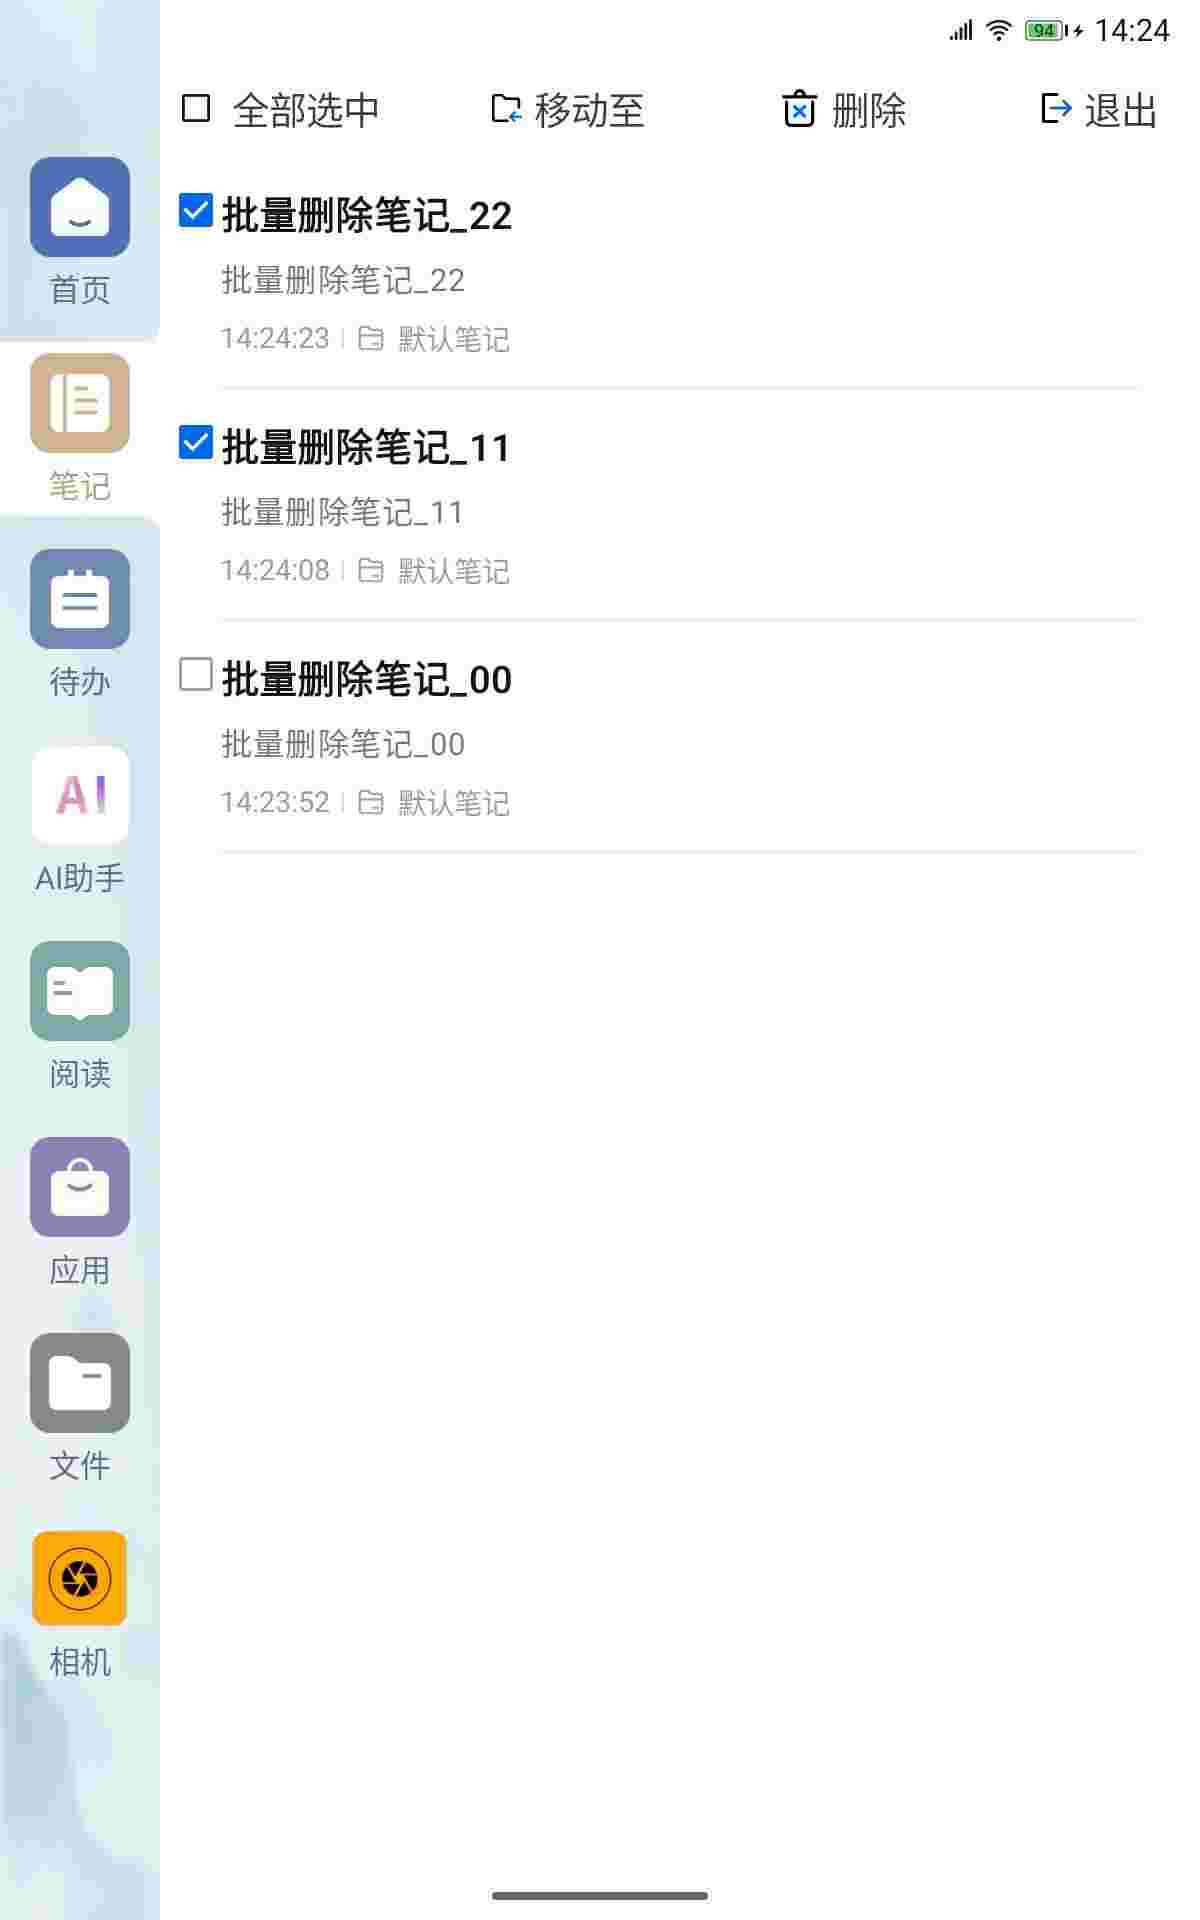 94 14:24
全部选中 移动至 删除 退出
批量删除笔记_22
批量删除笔记_22
14:24:23 默认笔记
批量删除笔记_11
批量删除笔记_11
14:24:08 默认笔记
批量删除笔记_00
批量删除笔记_00
14:23:52 默认笔记
首页
笔记
待办
AI
AI助手
阅读
应用
文件
相机